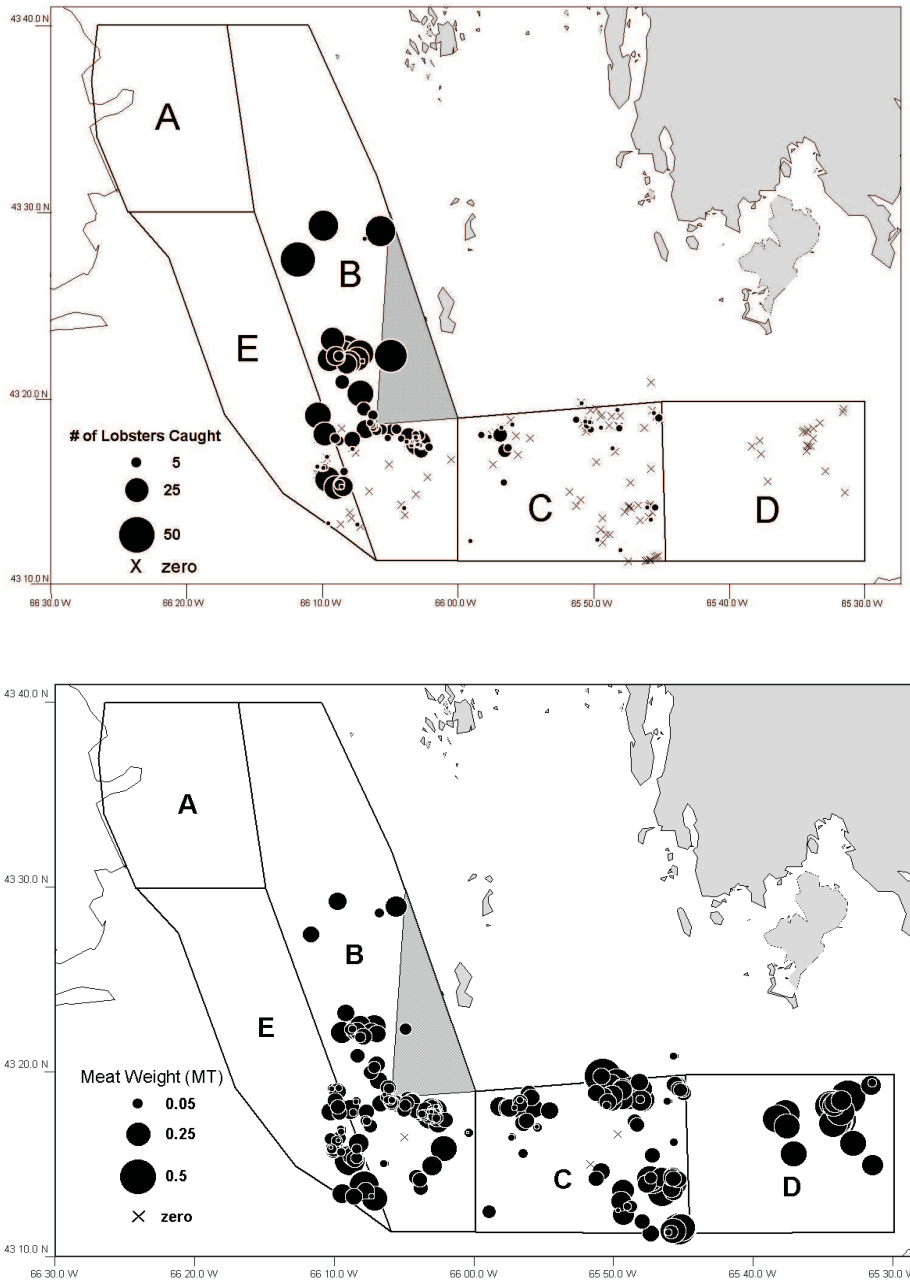 43 40.0 N
A
43 30.0 N
B
E
43 20.0 N
# of Lobsters Caught
5
25
50
X zero
C
D
43 10.0 N
66 30.0 W 66 20.0 W 66 10.0 W 66 00.0 W 65 50.0 W 65 40.0 W 65 30.0 W
43 40.0 N
A
43 30.0 N
B
E
43 20.0 N
Meat Weight (MT)
0.05
0.25
0.5
zero
C
D
43 10.0 N
66 30.0 W 66 20.0 W 66 10.0 W 66 00.0 W 65 50.0 W 65 40.0 W 65 30.0 W